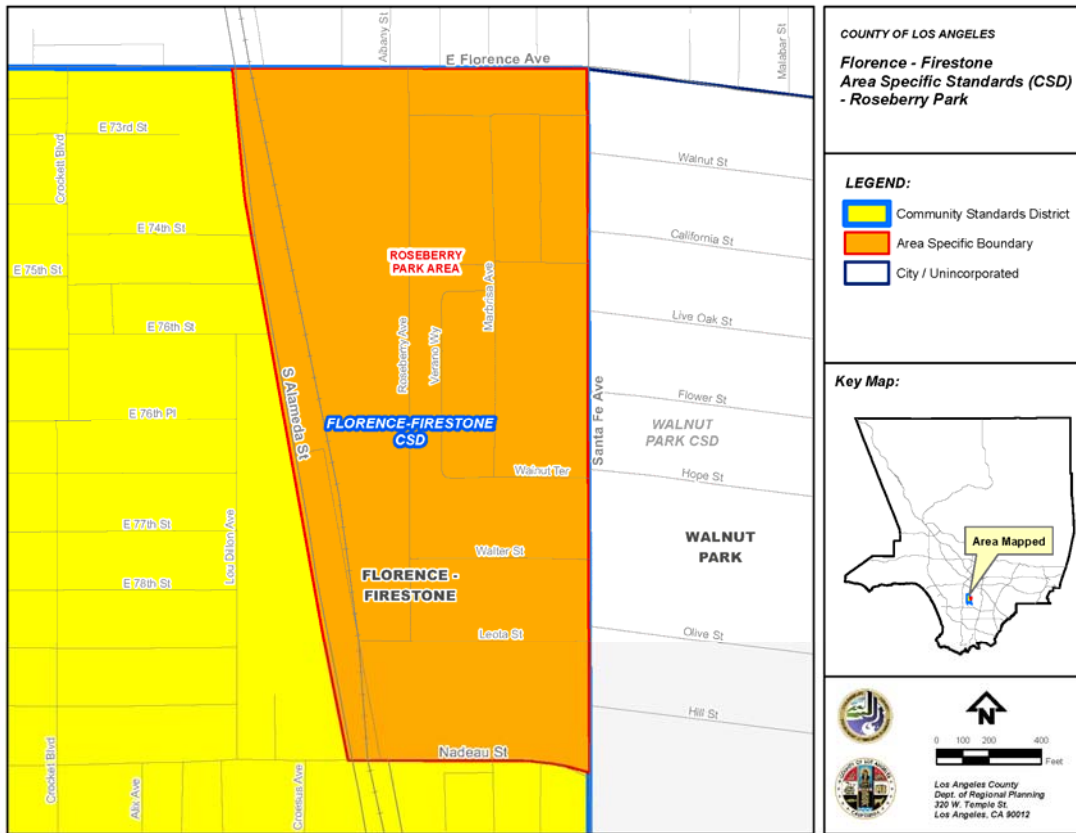 Albany St
E Florence Ave
Malabar St
E 73rd St
Crockett Blvd
Walnut St
E 74th St
California St
E 75th St
ROSEBERRY
PARK AREA
Marbrisa Ave
E 76th St
Live Oak St
Roseberry Ave
Verano Wy
S Alameda St
E 76th Pl
FLORENCE-FIRESTONE
CSD
Santa Fe Ave
Flower St
WALNUT
PARK CSD
Walnut Ter
Hope St
E 77th St
Lou Dillon Ave
Walter St
WALNUT
PARK
E 78th St
FLORENCE -
FIRESTONE
Leota St
Olive St
Hill St
Nadeau St
Crocket Blvd
Alix Ave
Croesus Ave
COUNTY OF LOS ANGELES
Florence - Firestone
Area Specific Standards (CSD)
- Roseberry Park
LEGEND:
Community Standards District
Area Specific Boundary
City / Unincorporated
Key Map:
Area Mapped
N
0 100 200 400
Feet
Los Angeles County
Dept. of Regional Planning
320 W. Temple St.
Los Angeles, CA 90012